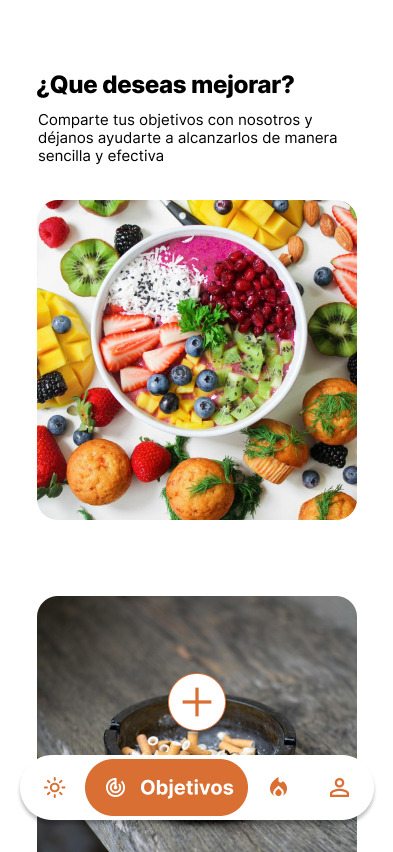 ¿Que deseas mejorar?
Comparte tus objetivos con nosotros y
déjanos ayudarte a alcanzarlos de manera
sencilla y efectiva
Objetivos